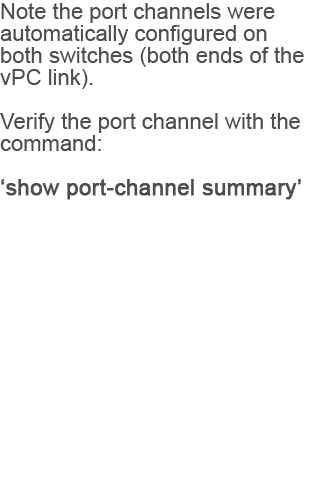 Note the port channels were
automatically configured on
both switches (both ends of the
vPC link).
Verify the port channel with the
command:
‘show port-channel summary’